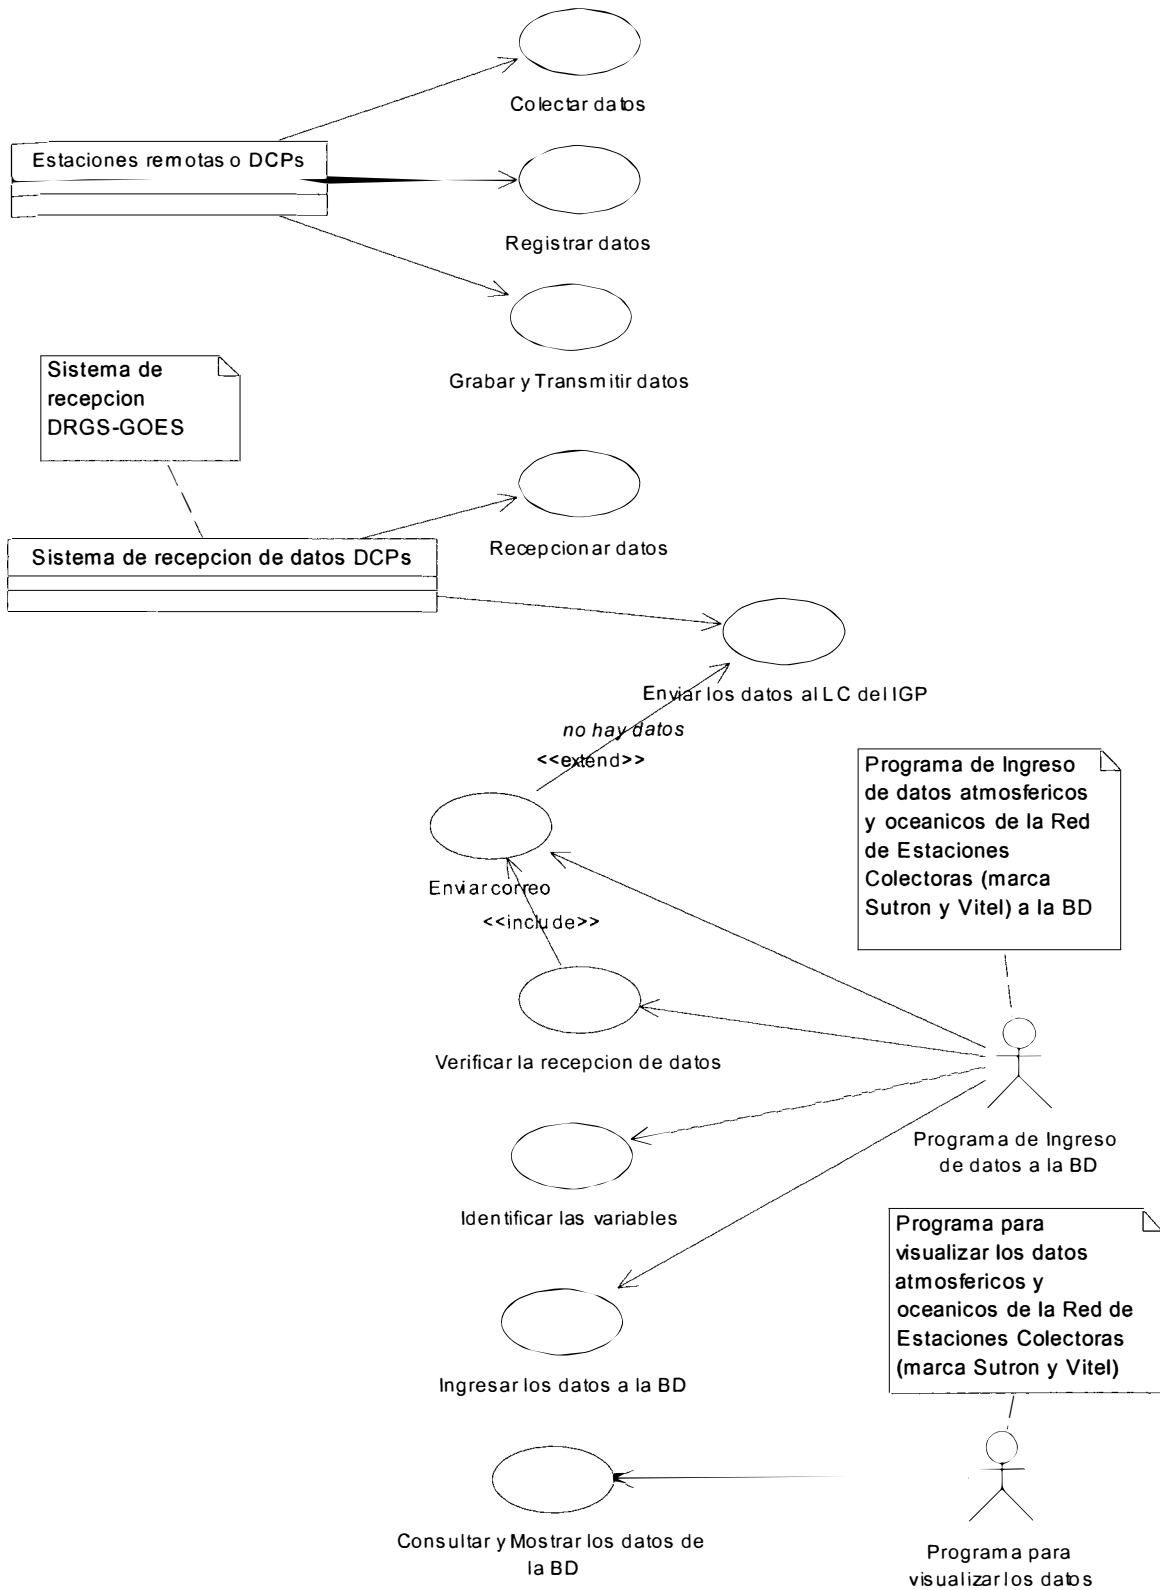 Colectar datos
Estaciones remotas o DCPs
Registrar datos
Grabar y Transmitir datos
Sistema de
recepcion
DRGS-GOES
Recepcionar datos
Sistema de recepcion de datos DCPs
Enviar los datos al LC del IGP
no hay datos
<<extend>>
Enviar correo
<<include>>
Programa de Ingreso
de datos atmosfericos
y oceanicos de la Red
de Estaciones
Colectoras (marca
Sutron y Vitel) a la BD
Verificar la recepcion de datos
Programa de Ingreso
de datos a la BD
Identificar las variables
Ingresar los datos a la BD
Programa para
visualizar los datos
atmosfericos y
oceanicos de la Red de
Estaciones Colectoras
(marca Sutron y Vitel)
Consultar y Mostrar los datos de
la BD
Programa para
visualizar los datos